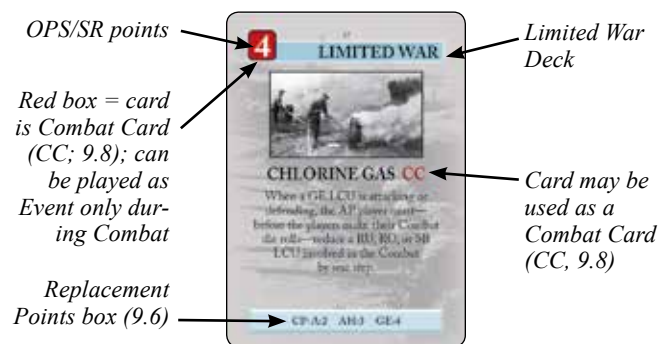 OPS/SR points
Red box = card
is Combat Card
(CC; 9.8); can
be played as
Event only dur-
ing Combat
Replacement
Points box (9.6)
4
LIMITED WAR
CHLORINE GAS CC
When a GE LCU is attacking or
defending, the AP player must—
before the players make their Combat
die rolls—reduce a RU, RO, or SB
LCU involved in the Combat
by one step.
CP-A:2 AH:3 GE:4
Limited War
Deck
Card may be
used as a
Combat Card
(CC, 9.8)